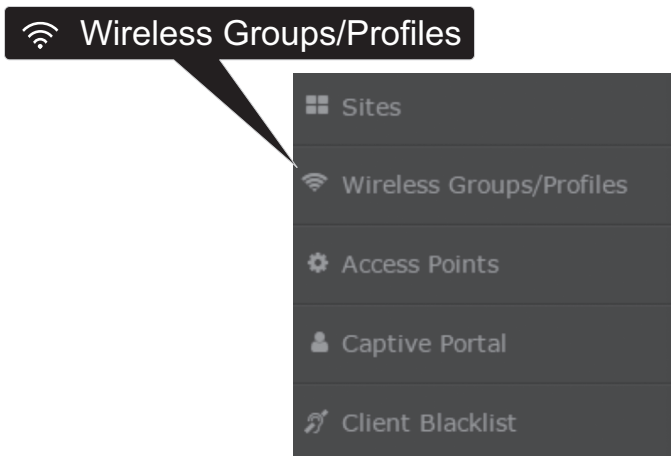 Wireless Groups/Profiles
Sites
Wireless Groups/Profiles
Access Points
Captive Portal
Client Blacklist